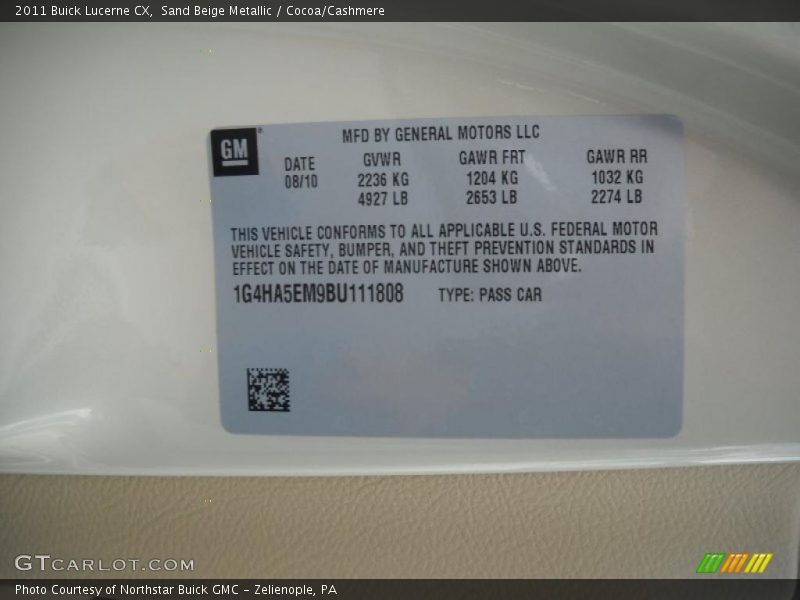 2011 Buick Lucerne CX,  Sand Beige Metallic / Cocoa/Cashmere
GM
MFD BY GENERAL MOTORS LLC
DATE GVWR GAWR FRT GAWR RR
08/10 2236 KG 1204 KG 1032 KG
4927 LB 2653 LB 2274 LB
THIS VEHICLE CONFORMS TO ALL APPLICABLE U.S. FEDERAL MOTOR
VEHICLE SAFETY, BUMPER, AND THEFT PREVENTION STANDARDS IN
EFFECT ON THE DATE OF MANUFACTURE SHOWN ABOVE.
1G4HA5EM9BU111808 TYPE: PASS CAR
GTCARLOT.COM
Photo Courtesy of Northstar Buick GMC – Zelienople, PA